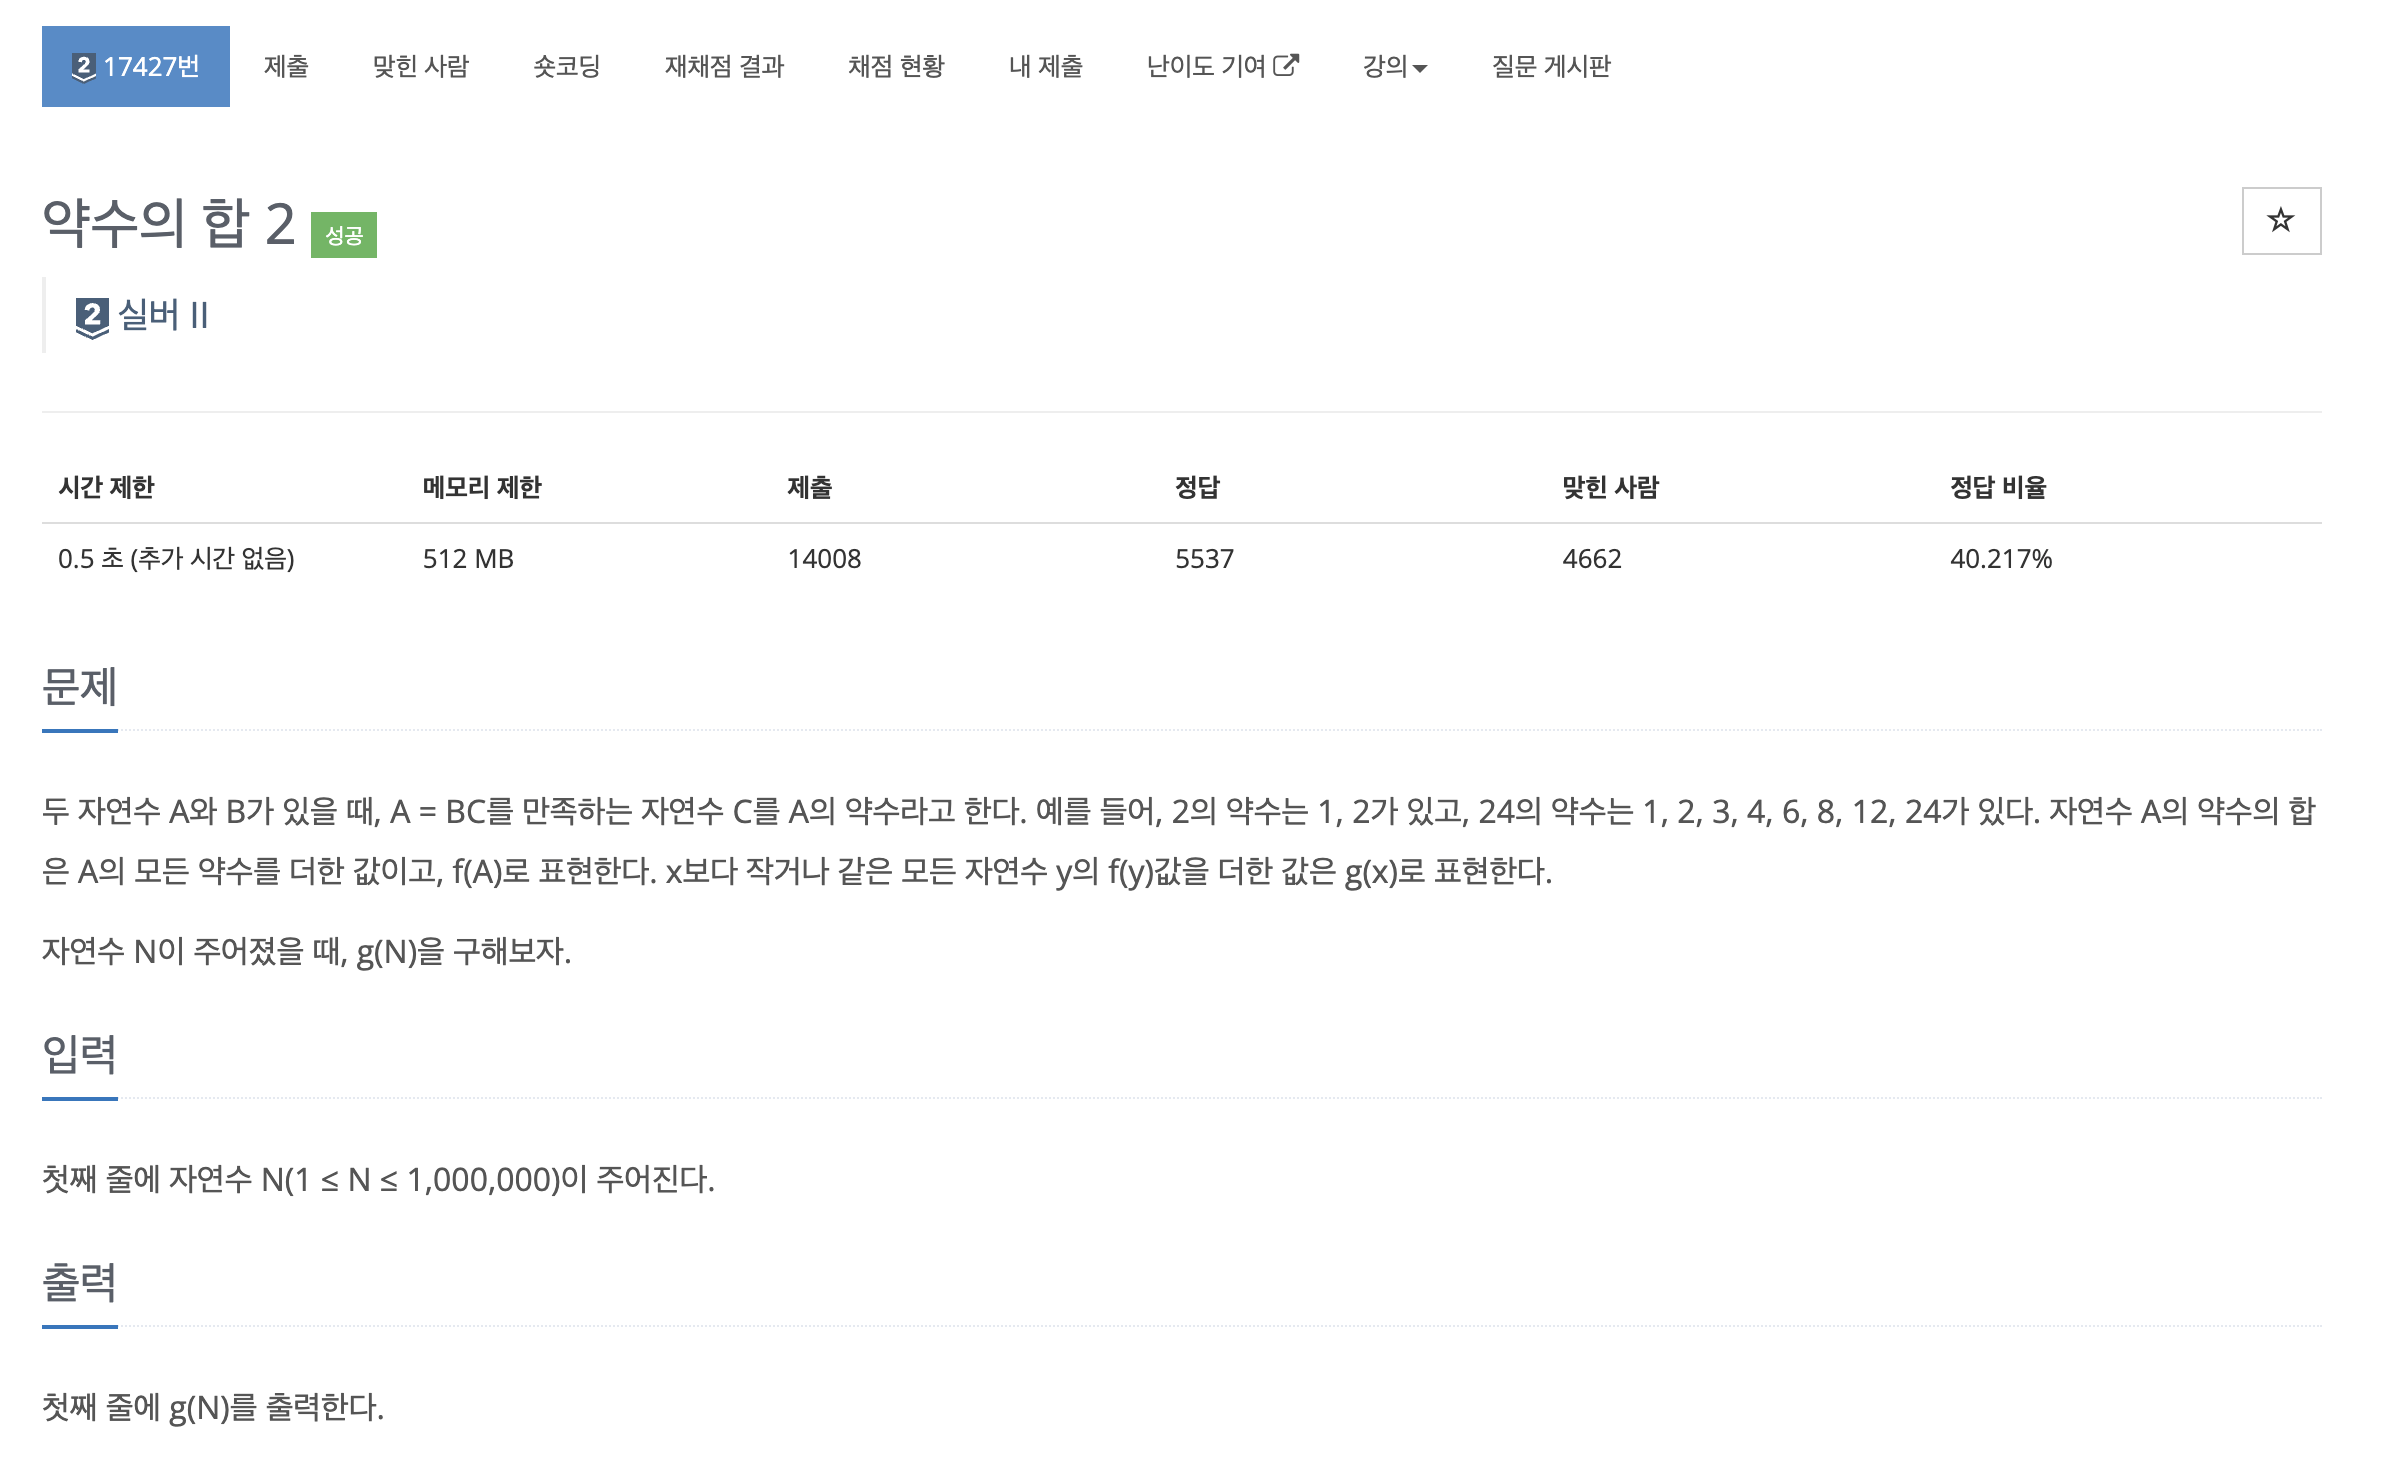 2 17427번 제출 맞힌 사람 숏코딩 재채점 결과 채점 현황 내 제출 난이도 기여 강의 질문 게시판
약수의 합 2 성공
2 실버 II
시간 제한 메모리 제한 제출 정답 맞힌 사람 정답 비율
0.5 초 (추가 시간 없음) 512 MB 14008 5537 4662 40.217%
문제
두 자연수 A와 B가 있을 때, A = BC를 만족하는 자연수 C를 A의 약수라고 한다. 예를 들어, 2의 약수는 1, 2가 있고, 24의 약수는 1, 2, 3, 4, 6, 8, 12, 24가 있다. 자연수 A의 약수의 합
은 A의 모든 약수를 더한 값이고, f(A)로 표현한다. x보다 작거나 같은 모든 자연수 y의 f(y)값을 더한 값은 g(x)로 표현한다.
자연수 N이 주어졌을 때, g(N)을 구해보자.
입력
첫째 줄에 자연수 N(1 ≤ N ≤ 1,000,000)이 주어진다.
출력
첫째 줄에 g(N)를 출력한다.